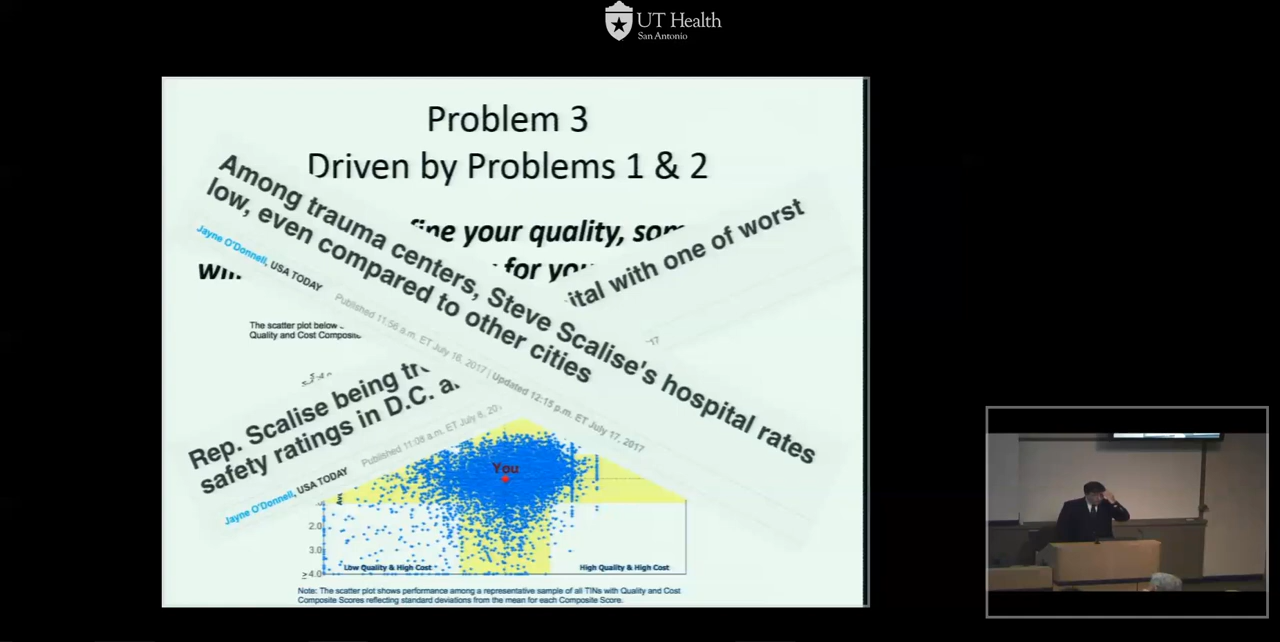 UT Health
San Antonio
Problem 3
Driven by Problems 1 & 2
fine your quality, som
for you
Among trauma centers, Steve Scalise's hospital rates
low, even compared to other cities
Jayne O'Donnell, USA TODAY
Published 11:56 a.m. ET July 16, 2017 | Updated 12:15 p.m. ET July 17, 2017
ital with one of worst
The scatter plot below
Quality and Cost Composite
Rep. Scalise being tr
safety ratings in D.C. a
Jayne O'Donnell, USA TODAY
Published 11:08 a.m. ET July 6, 20
You
2.0
3.0
≥ 4.0
Low Quality & High Cost
High Quality & High Cost
Note: The scatter plot shows performance among a representative sample of all TINs with Quality and Cost
Composite Scores reflecting standard deviations from the mean for each Composite Score.